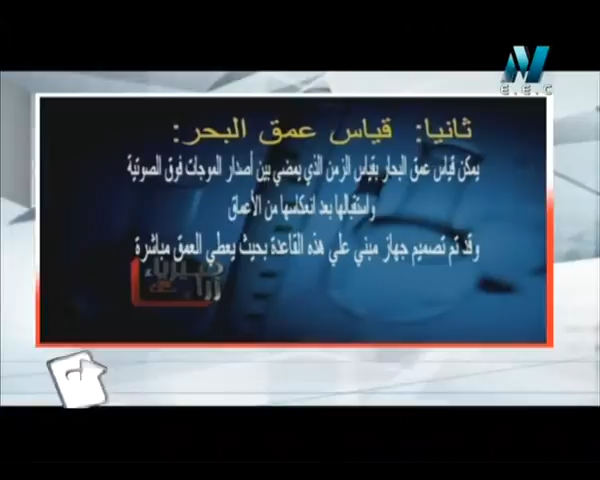 E.E.C
ثانيا: قياس عمق البحر:
يمكن قياس عمق البحار بقياس الزمن الذي يمضي بين أصدار الموجات فوق الصوتية
واستقبالها بعد انعكاسها من الأعماق
وقد تم تصميم جهاز مبني علي هذه القاعدة بحيث يعطي العمق مباشرة
فيزياء